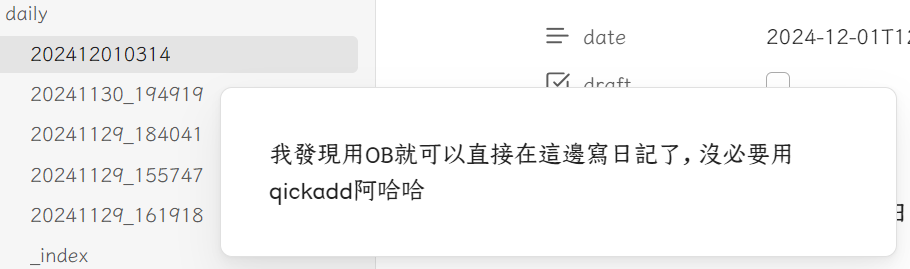 daily
202412010314
20241130_194919
20241129_184041
20241129_155747
20241129_161918
_index
date
2024-12-01T12
draft
我發現用OB就可以直接在這邊寫日記了, 沒必要用
qickadd阿哈哈